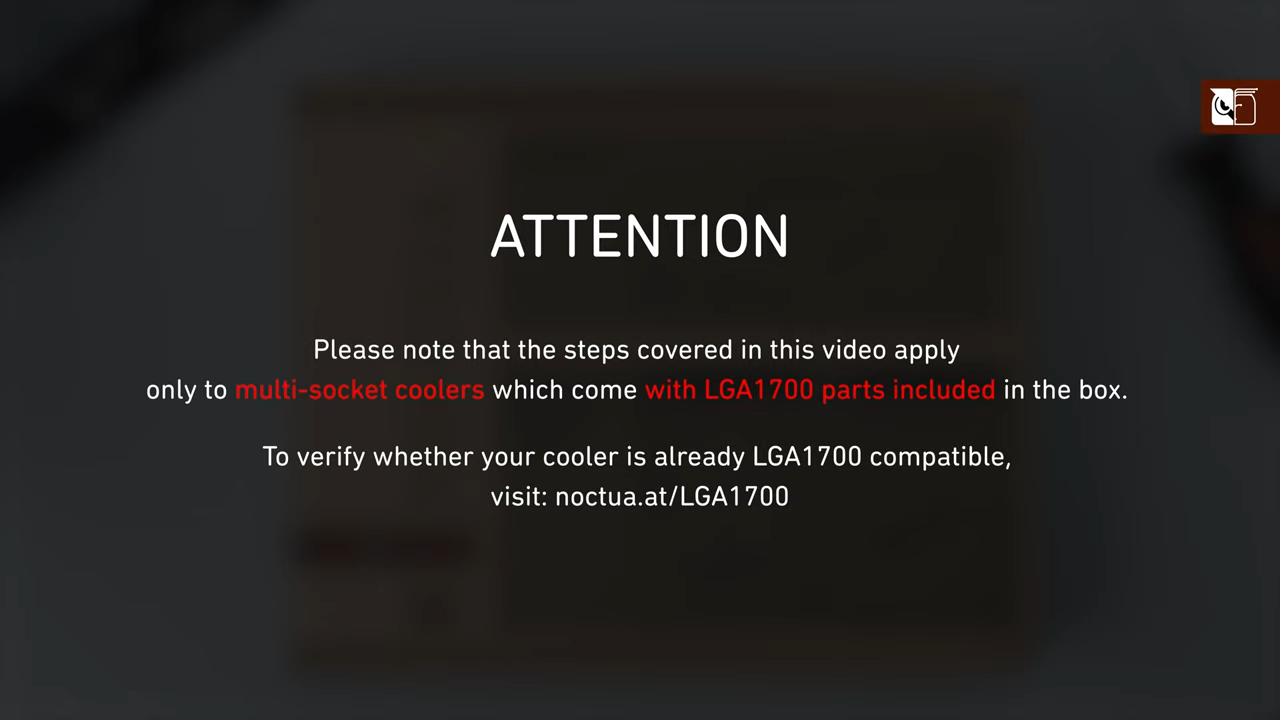 ATTENTION
Please note that the steps covered in this video apply
only to multi-socket coolers which come with LGA1700 parts included in the box.
To verify whether your cooler is already LGA1700 compatible,
visit: noctua.at/LGA1700